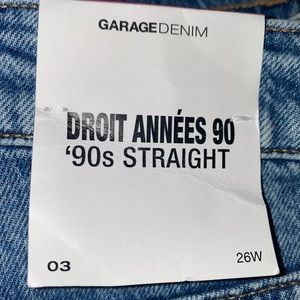 GARAGEDENIM
DROIT ANNÉES 90
‘90s STRAIGHT
03
26W